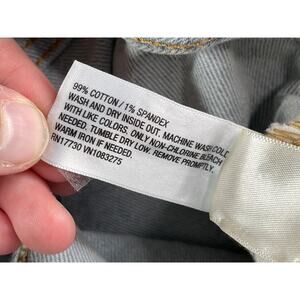 99% COTTON / 1% SPANDEX
WASH AND DRY INSIDE OUT. MACHINE WASH COLD
WITH LIKE COLORS. ONLY NON-CHLORINE BLEACH
NEEDED. TUMBLE DRY LOW. REMOVE PROMPTLY.
WARM IRON IF NEEDED.
RN17730 VN1083275